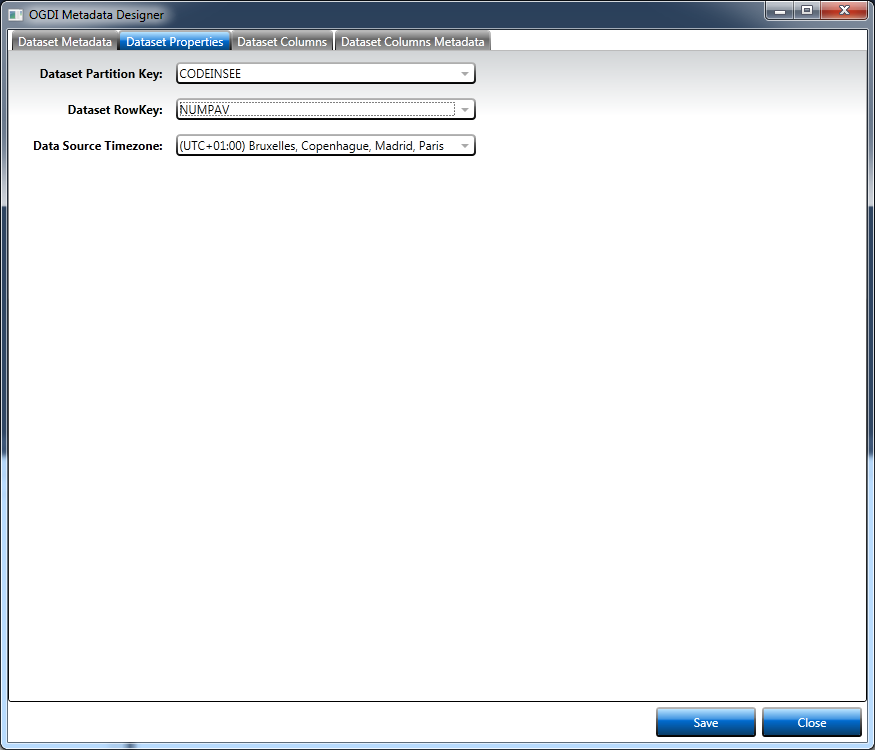 OGDI Metadata Designer
Dataset Metadata Dataset Properties Dataset Columns Dataset Columns Metadata
Dataset Partition Key: CODEINSEE
Dataset RowKey: NUMPAV
Data Source Timezone: (UTC+01:00) Bruxelles, Copenhague, Madrid, Paris
Save Close